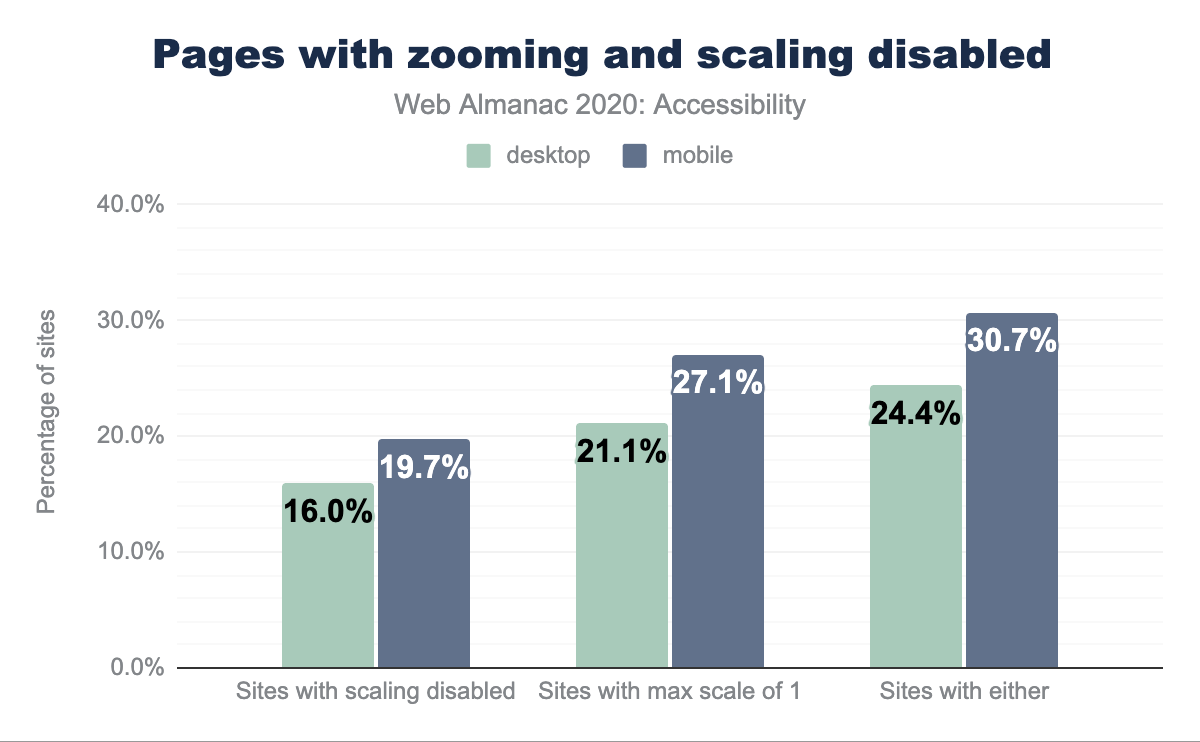 Pages with zooming and scaling disabled
Web Almanac 2020: Accessibility
desktop mobile
Percentage of sites
40.0%
30.0%
20.0%
10.0%
0.0%
16.0%
19.7%
21.1%
27.1%
24.4%
30.7%
Sites with scaling disabled
Sites with max scale of 1
Sites with either